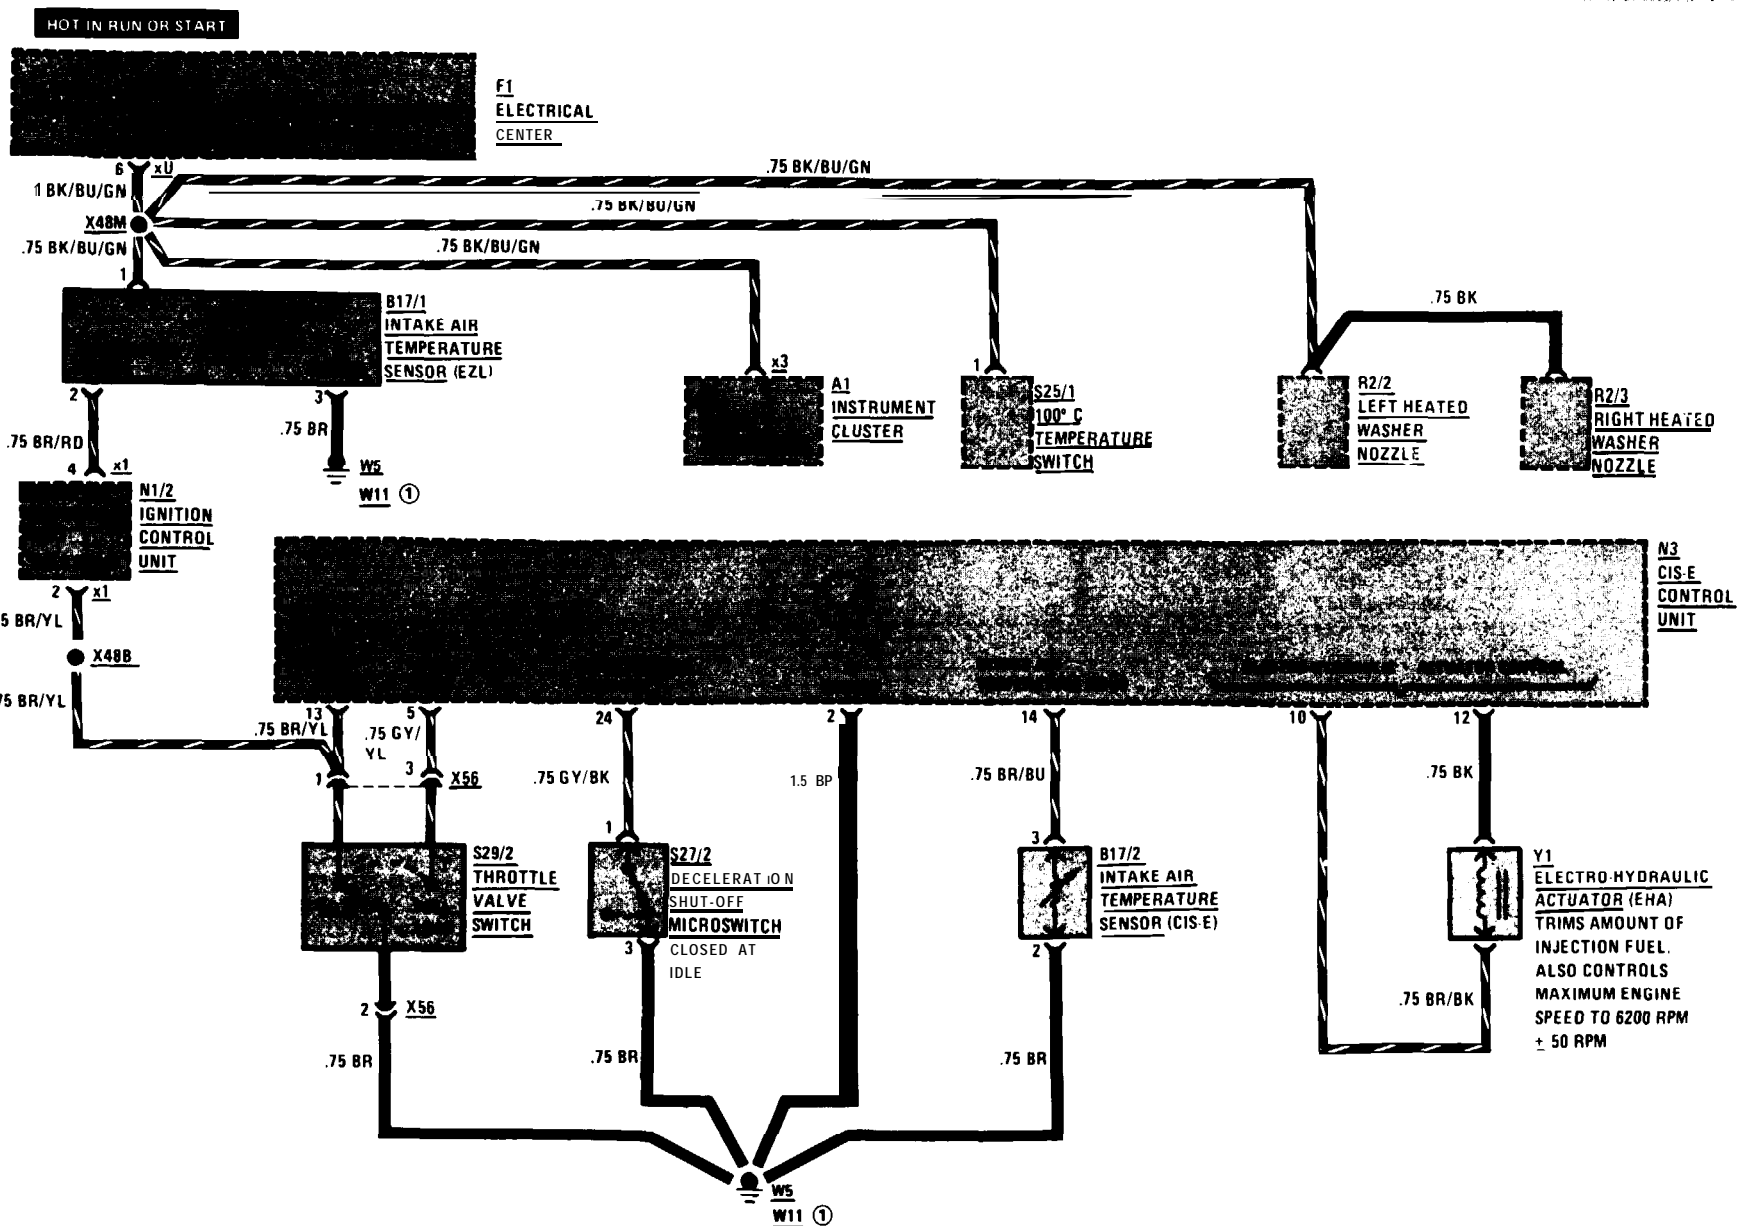 HOT IN RUN OR START
F1
ELECTRICAL
CENTER
6 xU
1 BK/BU/GN
.75 BK/BU/GN
X48M
.75 BK/BU/GN
.75 BK/BU/GN
.75 BK/BU/GN
1
B17/1
INTAKE AIR
TEMPERATURE
SENSOR (EZL)
.75 BK
2
3
x3
1
A1
INSTRUMENT
CLUSTER
S25/1
100° C
TEMPERATURE
SWITCH
R2/2
LEFT HEATED
WASHER
NOZZLE
R2/3
RIGHT HEATED
WASHER
NOZZLE
.75 BR/RD
.75 BR
4 x1
W5
W11 ①
N1/2
IGNITION
CONTROL
UNIT
N3
CIS-E
CONTROL
UNIT
2 x1
5 BR/YL
X48B
75 BR/YL
13
5
24
2
14
10
12
.75 BR/YL
.75 GY/
YL
1
3
X56
.75 GY/BK
1.5 BP
.75 BR/BU
.75 BK
1
3
S29/2
THROTTLE
VALVE
SWITCH
S27/2
DECELERATION
SHUT-OFF
MICROSWITCH
CLOSED AT
IDLE
3
B17/2
INTAKE AIR
TEMPERATURE
SENSOR (CIS-E)
2
Y1
ELECTRO-HYDRAULIC
ACTUATOR (EHA)
TRIMS AMOUNT OF
INJECTION FUEL.
ALSO CONTROLS
MAXIMUM ENGINE
SPEED TO 6200 RPM
± 50 RPM
2 X56
.75 BR/BK
.75 BR
.75 BR
.75 BR
W5
W11 ①